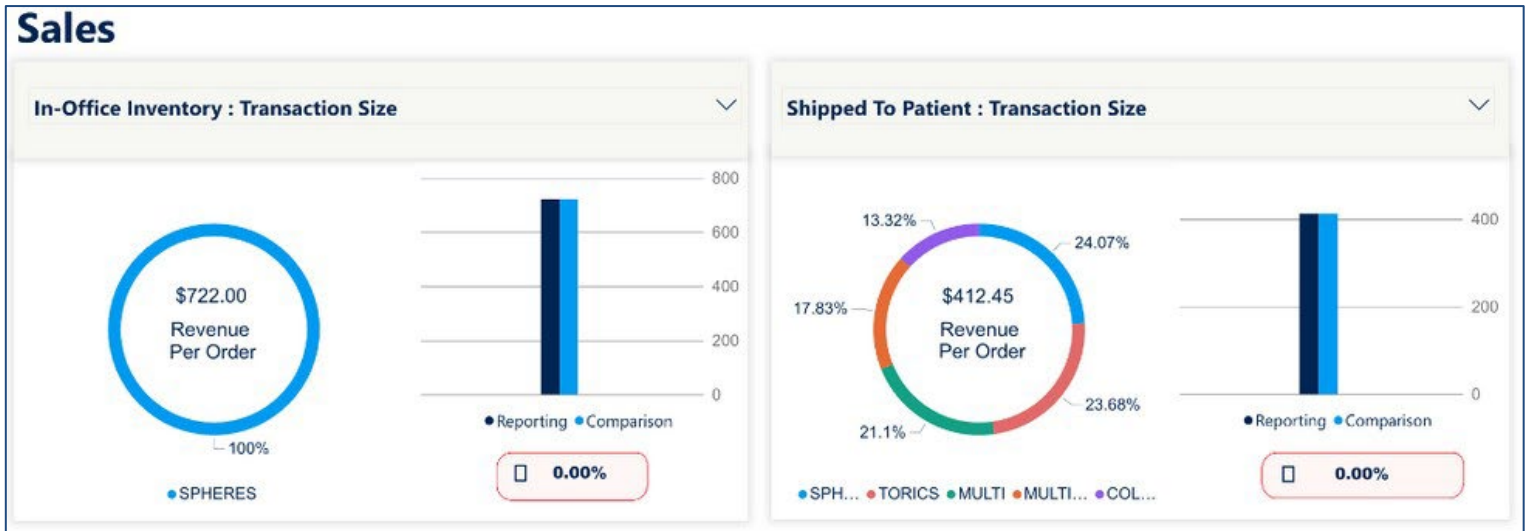 Sales
In-Office Inventory : Transaction Size
800
600
400
200
0
$722.00
Revenue
Per Order
100%
SPHERES
Reporting Comparison
0.00%
Shipped To Patient : Transaction Size
13.32%
24.07%
17.83%
23.68%
21.1%
$412.45
Revenue
Per Order
SPH... TORICS MULTI MULTI... COL...
400
200
0
Reporting Comparison
0.00%